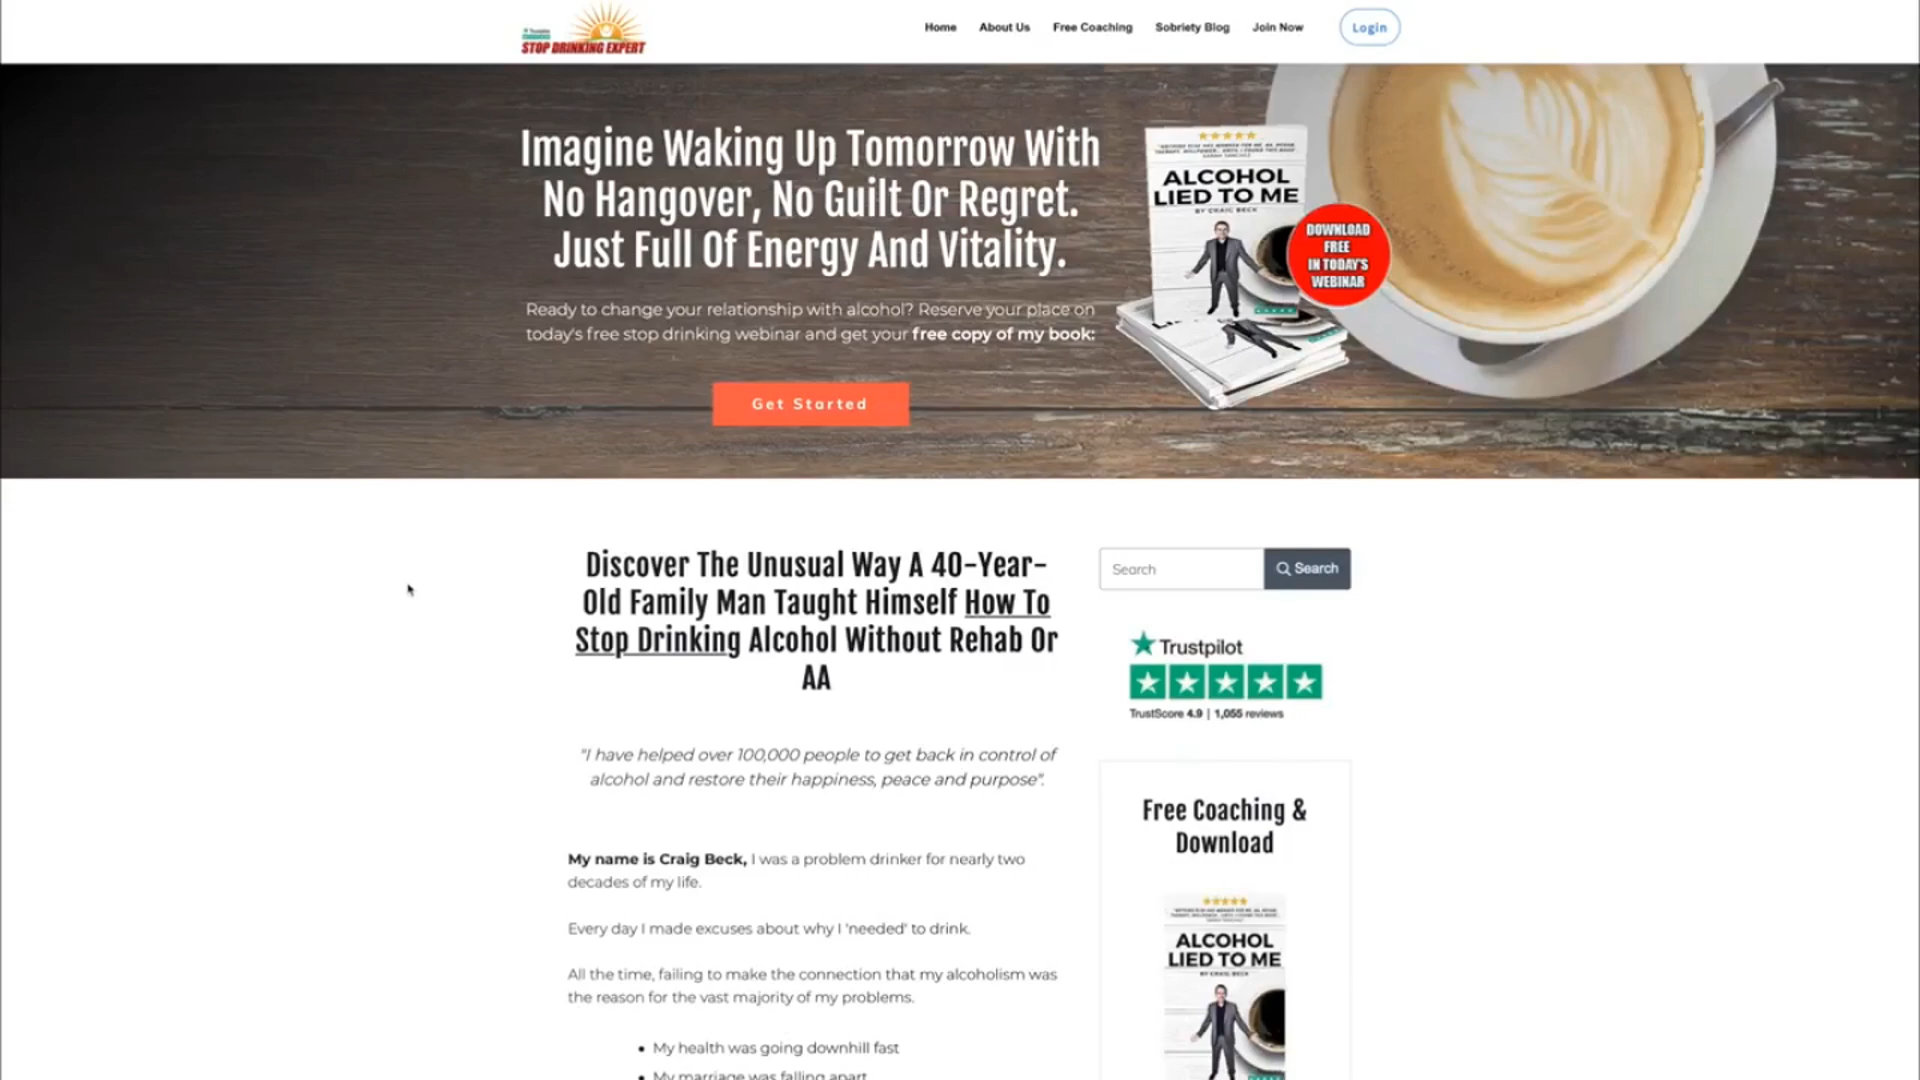 Trustpilot
STOP DRINKING EXPERT
Home
About Us
Free Coaching
Sobriety Blog
Join Now
Login
Imagine Waking Up Tomorrow With
No Hangover, No Guilt Or Regret.
Just Full Of Energy And Vitality.
Ready to change your relationship with alcohol? Reserve your place on
today's free stop drinking webinar and get your free copy of my book:
Get Started
ALCOHOL
LIED TO ME
BY CRAIG BECK
DOWNLOAD
FREE
IN TODAY'S
WEBINAR
Discover The Unusual Way A 40-Year-
Old Family Man Taught Himself How To
Stop Drinking Alcohol Without Rehab Or
AA
"I have helped over 100,000 people to get back in control of
alcohol and restore their happiness, peace and purpose".
My name is Craig Beck, I was a problem drinker for nearly two
decades of my life.
Every day I made excuses about why I 'needed' to drink.
All the time, failing to make the connection that my alcoholism was
the reason for the vast majority of my problems.
• My health was going downhill fast
• My marriage was falling apart
Search
Search
Trustpilot
TrustScore 4.9 | 1,055 reviews
Free Coaching &
Download
ALCOHOL
LIED TO ME
BY CRAIG BECK